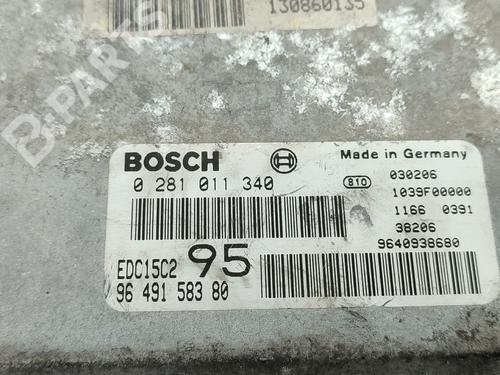 130860135
B-PARTS
BOSCH
Made in Germany
0 281 011 340
810
030206
1039F00000
1166 0391
38206
9640938680
EDC15C2
95
96 491 583 80